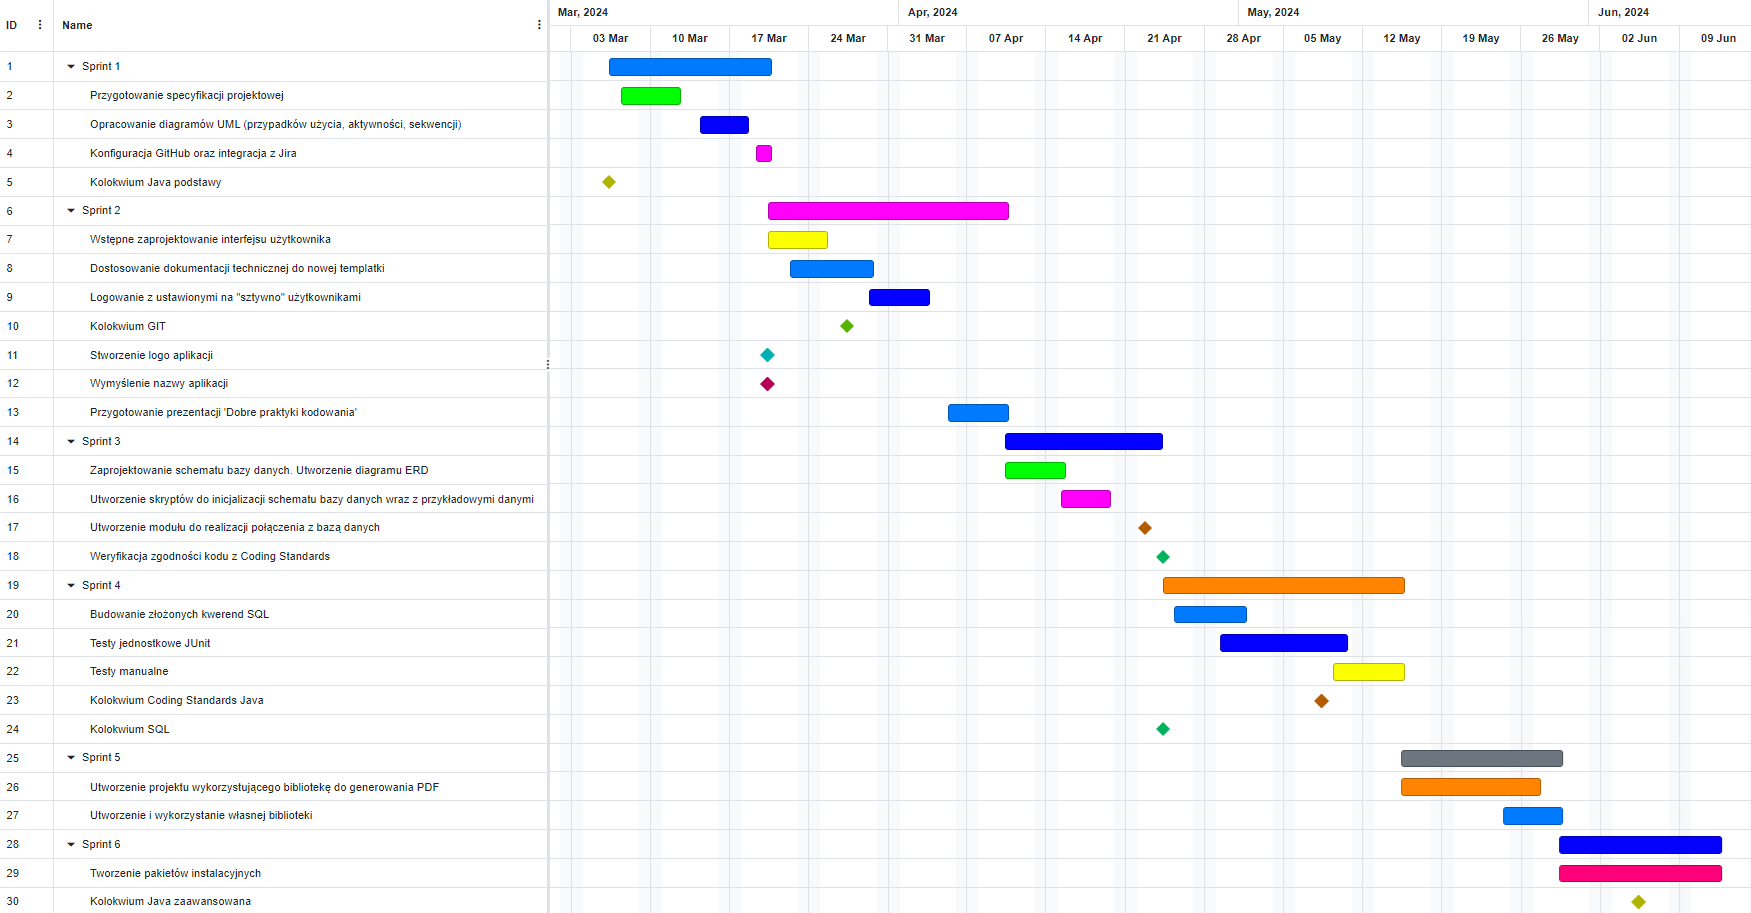 ID Name Mar, 2024 Apr, 2024 May, 2024 Jun, 2024
03 Mar 10 Mar 17 Mar 24 Mar 31 Mar 07 Apr 14 Apr 21 Apr 28 Apr 05 May 12 May 19 May 26 May 02 Jun 09 Jun
1 Sprint 1
2 Przygotowanie specyfikacji projektowej
3 Opracowanie diagramów UML (przypadków użycia, aktywności, sekwencji)
4 Konfiguracja GitHub oraz integracja z Jira
5 Kolokwium Java podstawy
6 Sprint 2
7 Wstępne zaprojektowanie interfejsu użytkownika
8 Dostosowanie dokumentacji technicznej do nowej templatki
9 Logowanie z ustawionymi na "sztywno" użytkownikami
10 Kolokwium GIT
11 Stworzenie logo aplikacji
12 Wymyślenie nazwy aplikacji
13 Przygotowanie prezentacji 'Dobre praktyki kodowania'
14 Sprint 3
15 Zaprojektowanie schematu bazy danych. Utworzenie diagramu ERD
16 Utworzenie skryptów do inicjalizacji schematu bazy danych wraz z przykładowymi danymi
17 Utworzenie modułu do realizacji połączenia z bazą danych
18 Weryfikacja zgodności kodu z Coding Standards
19 Sprint 4
20 Budowanie złożonych kwerend SQL
21 Testy jednostkowe JUnit
22 Testy manualne
23 Kolokwium Coding Standards Java
24 Kolokwium SQL
25 Sprint 5
26 Utworzenie projektu wykorzystującego bibliotekę do generowania PDF
27 Utworzenie i wykorzystanie własnej biblioteki
28 Sprint 6
29 Tworzenie pakietów instalacyjnych
30 Kolokwium Java zaawansowana